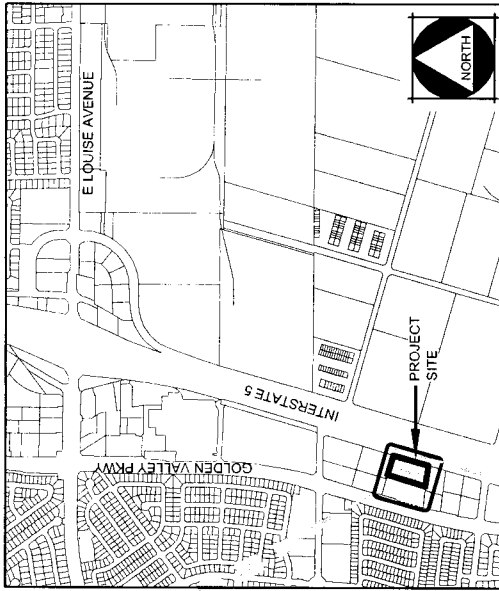 E LOUISE AVENUE
NORTH
INTERSTATE 5
GOLDEN VALLEY PKWY
PROJECT
SITE